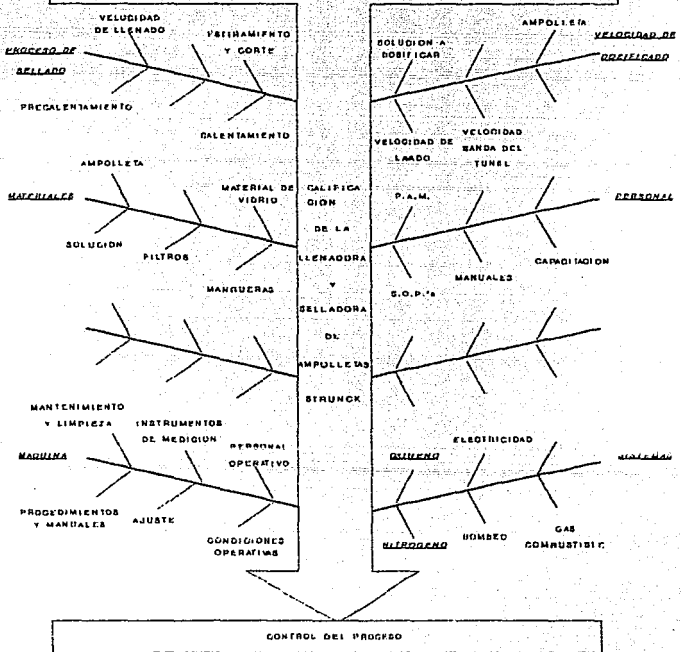 VELOCIDAD
DE LLENADO
ESTIRAMIENTO
Y CORTE
PROCESO DE
SELLADO
PRECALENTAMIENTO
CALENTAMIENTO
AMPOLLETA
SOLUCION A
DOSIFICAR
VELOCIDAD DE
DOSIFICADO
VELOCIDAD DE
LAVADO
VELOCIDAD
BANDA DEL
TUNEL
AMPOLLETA
MATERIALES
MATERIAL DE
VIDRIO
SOLUCION
FILTROS
MANGUERAS
CALIFICA
CION
DE LA
LLENADORA
Y
SELLADORA
DE
AMPOLLETAS
STRUNCK
P.A.M.
PERSONAL
CAPACITACION
MANUALES
S.O.P.'s
MANTENIMIENTO
Y LIMPIEZA
INSTRUMENTOS
DE MEDICION
PERSONAL
OPERATIVO
MAQUINA
PROCEDIMIENTOS
Y MANUALES
AJUSTE
CONDICIONES
OPERATIVAS
ELECTRICIDAD
OXIGENO
SISTEMAS
NITROGENO
BOMBEO
GAS
COMBUSTIBLE
CONTROL DEL PROCESO